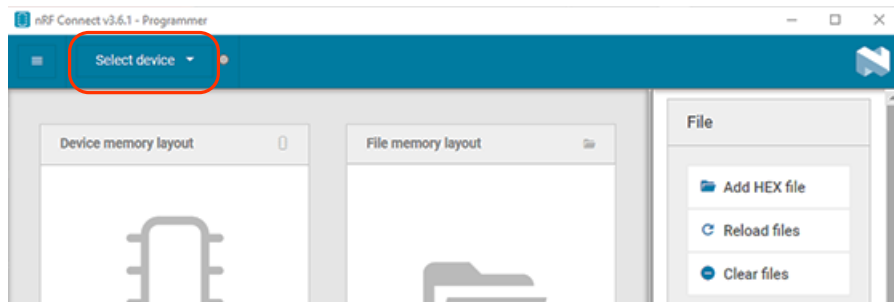 nRF Connect v3.6.1 - Programmer
Select device
Device memory layout
File memory layout
File
Add HEX file
Reload files
Clear files